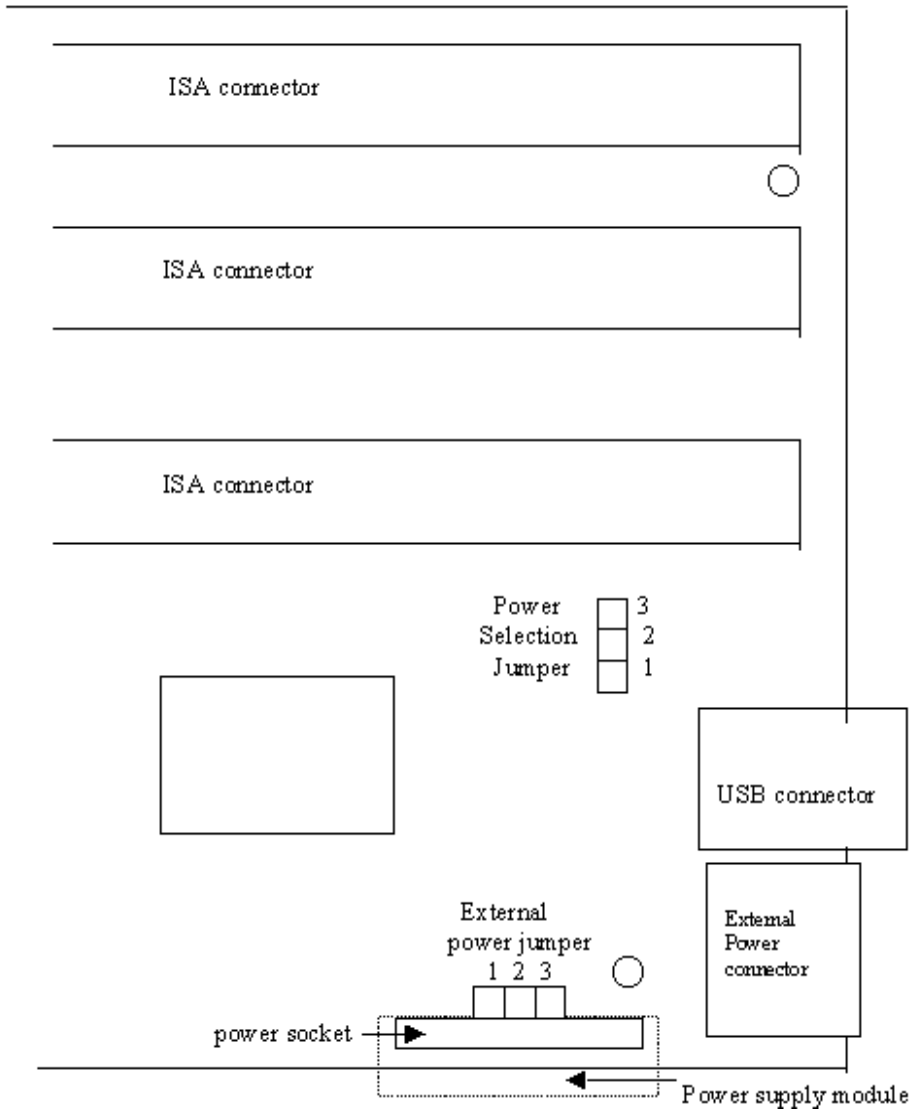 ISA connector
ISA connector
ISA connector
Power
Selection
Jumper
3
2
1
USB connector
External
power jumper
1 2 3
External
Power
connector
power socket
Power supply module